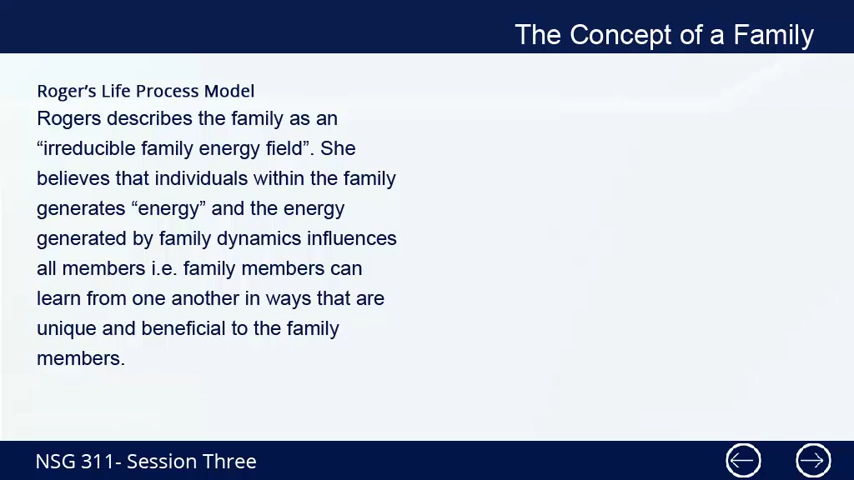 The Concept of a Family
Roger’s Life Process Model
Rogers describes the family as an
“irreducible family energy field”. She
believes that individuals within the family
generates “energy” and the energy
generated by family dynamics influences
all members i.e. family members can
learn from one another in ways that are
unique and beneficial to the family
members.
NSG 311- Session Three